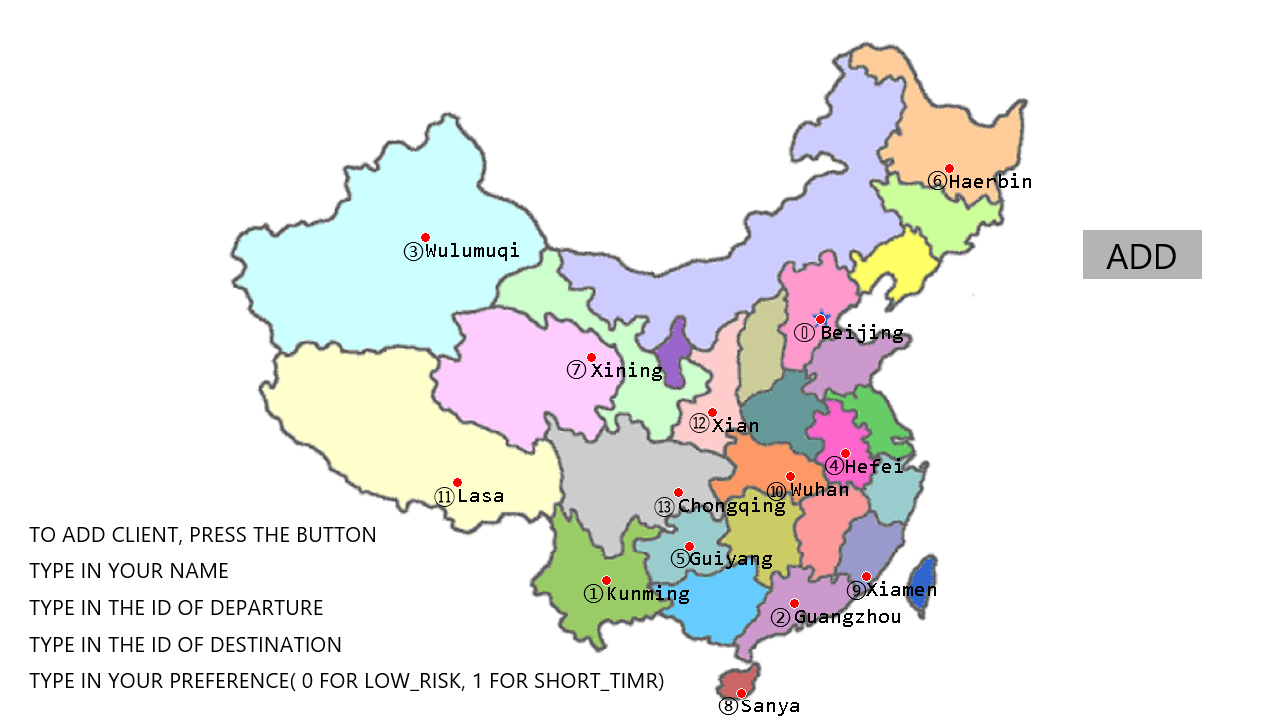 ⑥Haerbin
③Wulumuqi
ADD
⓪Beijing
⑦Xining
⑫Xian
④Hefei
⑩Wuhan
⑪Lasa
⑬Chongqing
TO ADD CLIENT, PRESS THE BUTTON
⑤Guiyang
TYPE IN YOUR NAME
①Kunming
⑨Xiamen
TYPE IN THE ID OF DEPARTURE
②Guangzhou
TYPE IN THE ID OF DESTINATION
TYPE IN YOUR PREFERENCE( 0 FOR LOW_RISK, 1 FOR SHORT_TIMR)
⑧Sanya